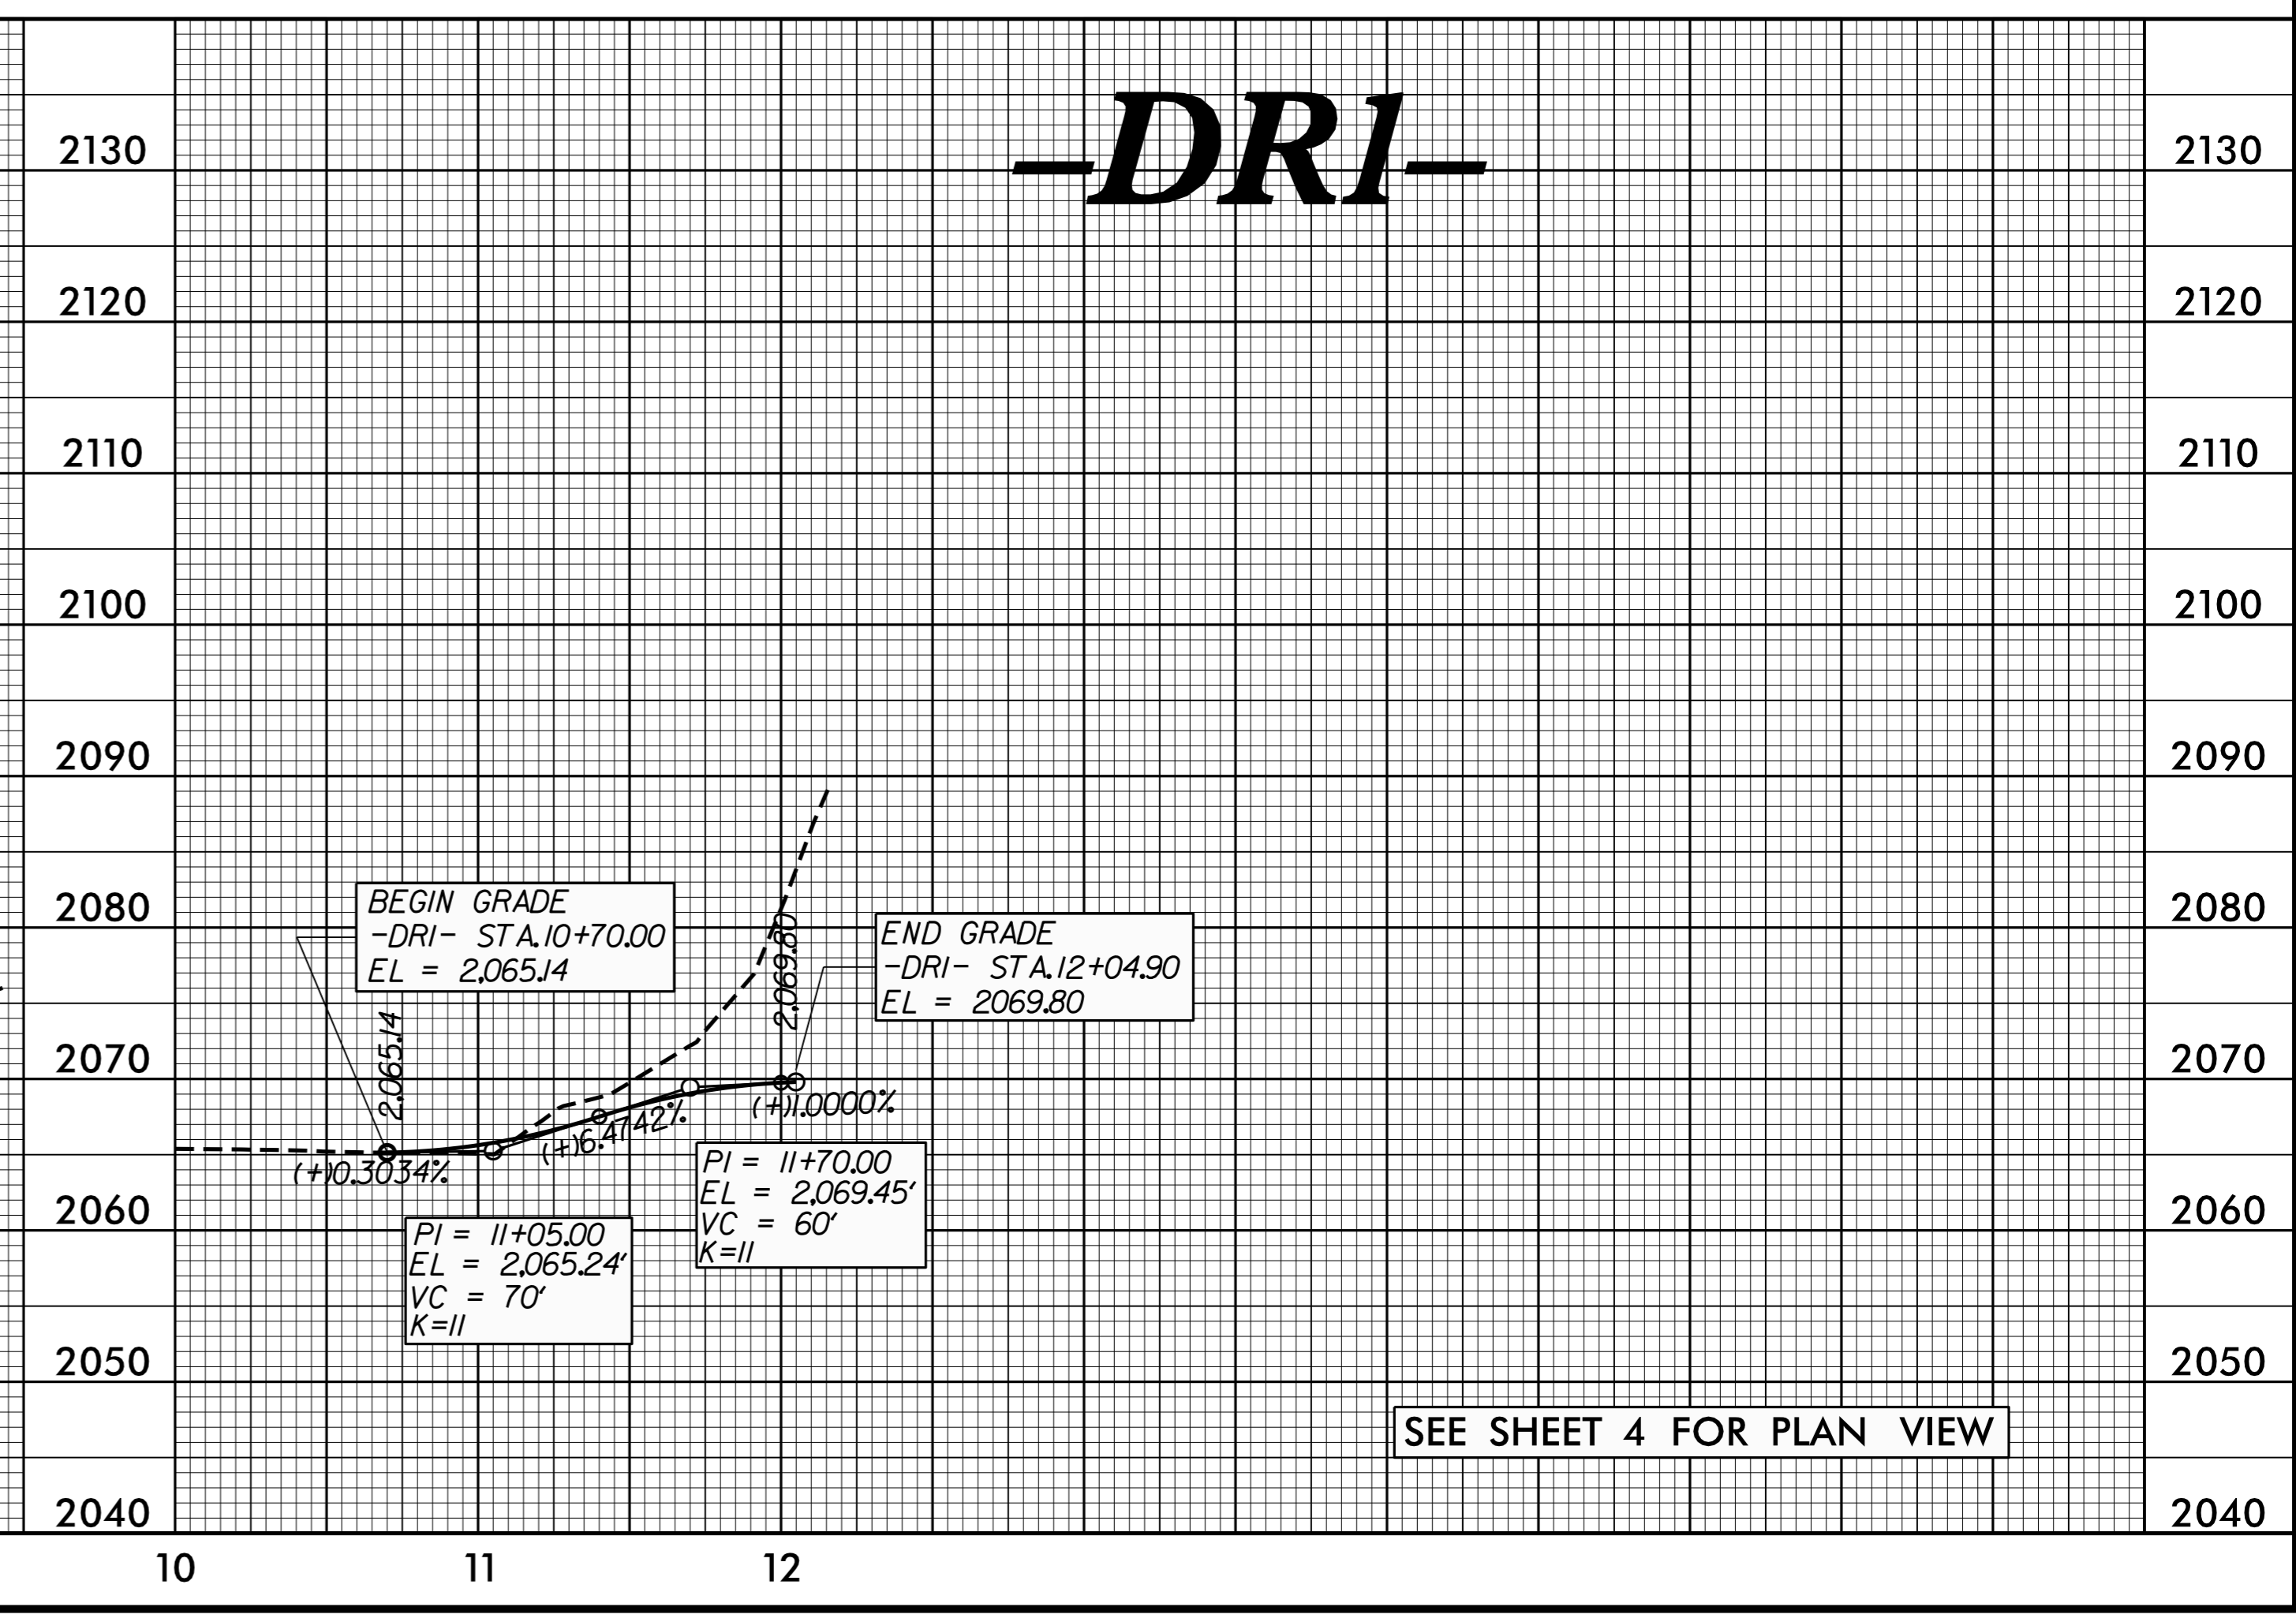 -DR1-
2130 2130
2120 2120
2110 2110
2100 2100
2090 2090
2080 2080
2070 2070
2060 2060
2050 2050
2040 2040
BEGIN GRADE
-DR1- STA.10+70.00
EL = 2,065.14
2,065.14
2,069.80
END GRADE
-DR1- STA.12+04.90
EL = 2069.80
(+)0.3034%
(+)6.4742%
(+)1.0000%
PI = 11+05.00
EL = 2,065.24'
VC = 70'
K=11
PI = 11+70.00
EL = 2,069.45'
VC = 60'
K=11
SEE SHEET 4 FOR PLAN VIEW
10 11 12